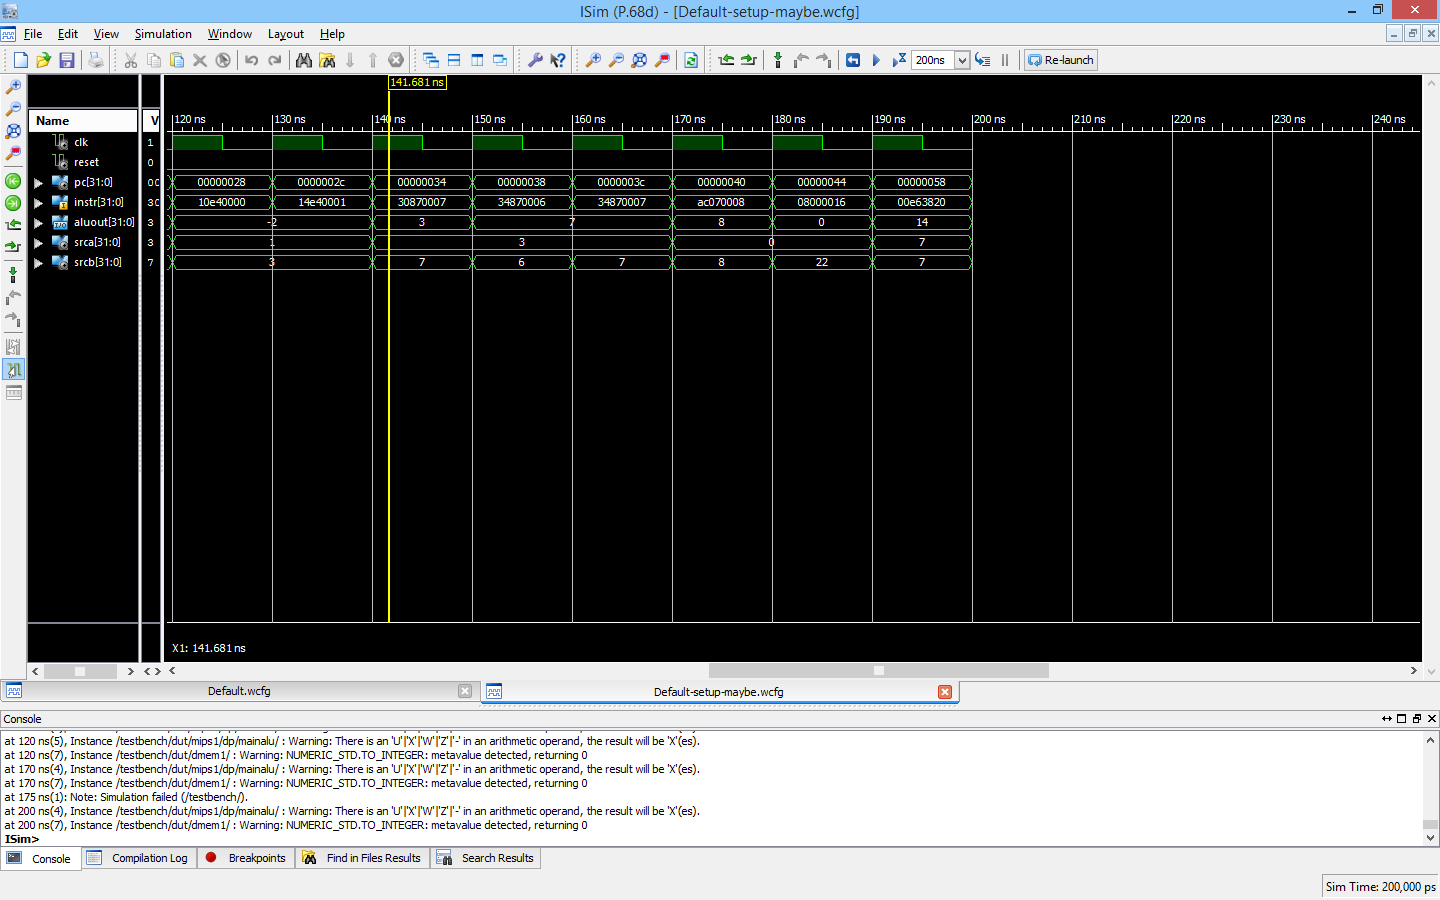 ISim (P.68d) - [Default-setup-maybe.wcfg]
File Edit View Simulation Window Layout Help
200ns Re-launch
141.681 ns
Name V
120 ns 130 ns 140 ns 150 ns 160 ns 170 ns 180 ns 190 ns 200 ns 210 ns 220 ns 230 ns 240 ns
clk 1
reset 0
pc[31:0] 00 00000028 0000002c 00000034 00000038 0000003c 00000040 00000044 00000058
instr[31:0] 30 10e40000 14e40001 30870007 34870006 34870007 ac070008 08000016 00e63820
aluout[31:0] 3 -2 3 7 8 0 14
srca[31:0] 3 1 3 0 7
srcb[31:0] 7 3 7 6 7 8 22 7
X1: 141.681 ns
Default.wcfg Default-setup-maybe.wcfg
Console
at 120 ns(5), Instance /testbench/dut/mips1/dp/mainalu/ : Warning: There is an 'U'|'X'|'W'|'Z'|'-' in an arithmetic operand, the result will be 'X'(es).
at 120 ns(7), Instance /testbench/dut/dmem1/ : Warning: NUMERIC_STD.TO_INTEGER: metavalue detected, returning 0
at 170 ns(4), Instance /testbench/dut/mips1/dp/mainalu/ : Warning: There is an 'U'|'X'|'W'|'Z'|'-' in an arithmetic operand, the result will be 'X'(es).
at 170 ns(7), Instance /testbench/dut/dmem1/ : Warning: NUMERIC_STD.TO_INTEGER: metavalue detected, returning 0
at 175 ns(1): Note: Simulation failed (/testbench/).
at 200 ns(4), Instance /testbench/dut/mips1/dp/mainalu/ : Warning: There is an 'U'|'X'|'W'|'Z'|'-' in an arithmetic operand, the result will be 'X'(es).
at 200 ns(7), Instance /testbench/dut/dmem1/ : Warning: NUMERIC_STD.TO_INTEGER: metavalue detected, returning 0
ISim>
Console Compilation Log Breakpoints Find in Files Results Search Results
Sim Time: 200,000 ps